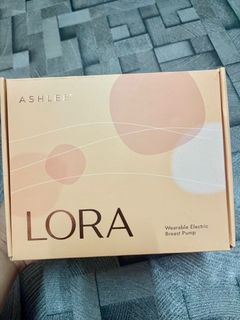 ASHLEE
LORA
Wearable Electric
Breast Pump